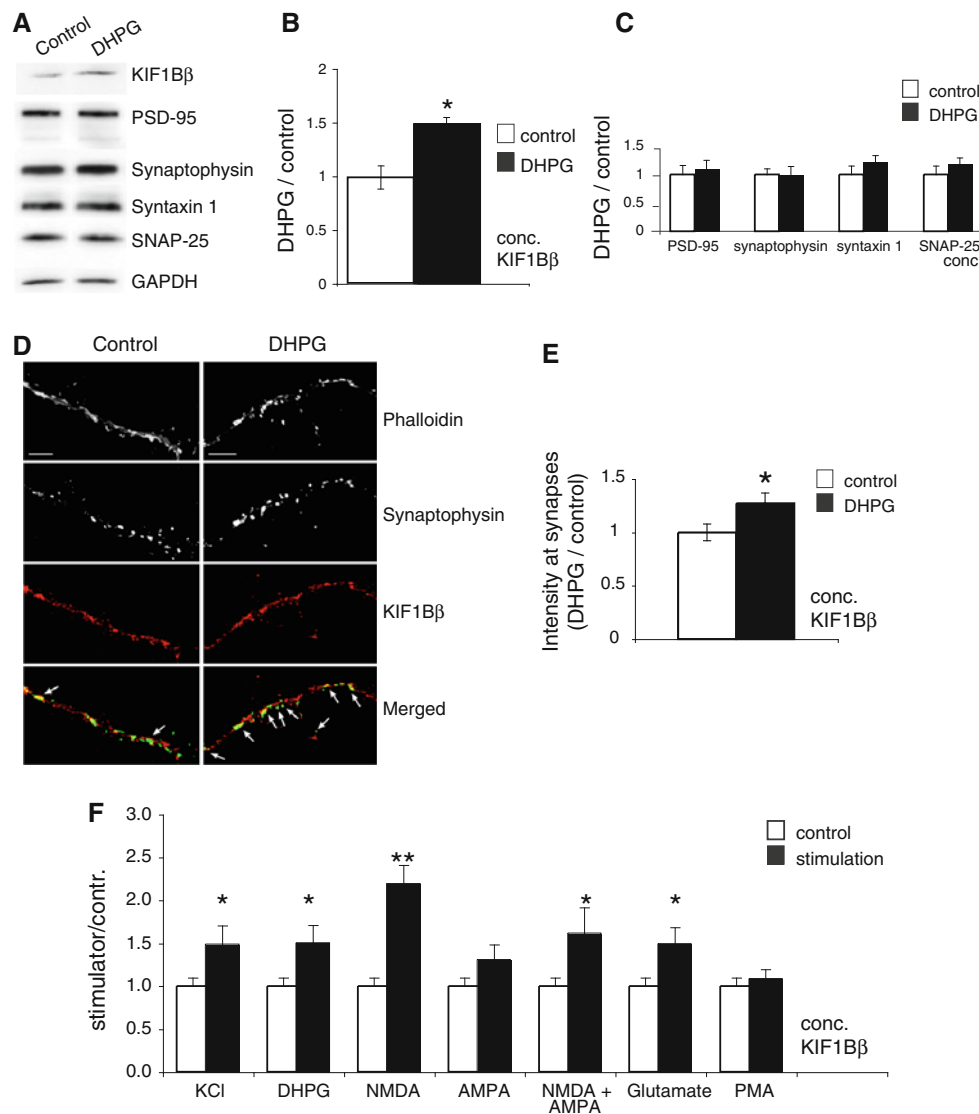 A
Control
DHPG
KIF1Bβ
PSD-95
Synaptophysin
Syntaxin 1
SNAP-25
GAPDH
B
DHPG / control
2
1.5
1
0.5
0
*
control
DHPG
conc.
KIF1Bβ
C
control
DHPG
DHPG / control
1.5
1
0.5
0
PSD-95
synaptophysin
syntaxin 1
SNAP-25
conc
D
Control
DHPG
Phalloidin
Synaptophysin
KIF1Bβ
Merged
E
Intensity at synapses
(DHPG / control)
1.5
1
0.5
0
*
control
DHPG
conc.
KIF1Bβ
F
stimulator/contr.
3.0
2.5
2.0
1.5
1.0
0.5
0.0
*
*
**
*
*
control
stimulation
conc.
KIF1Bβ
KCl
DHPG
NMDA
AMPA
NMDA +
AMPA
Glutamate
PMA